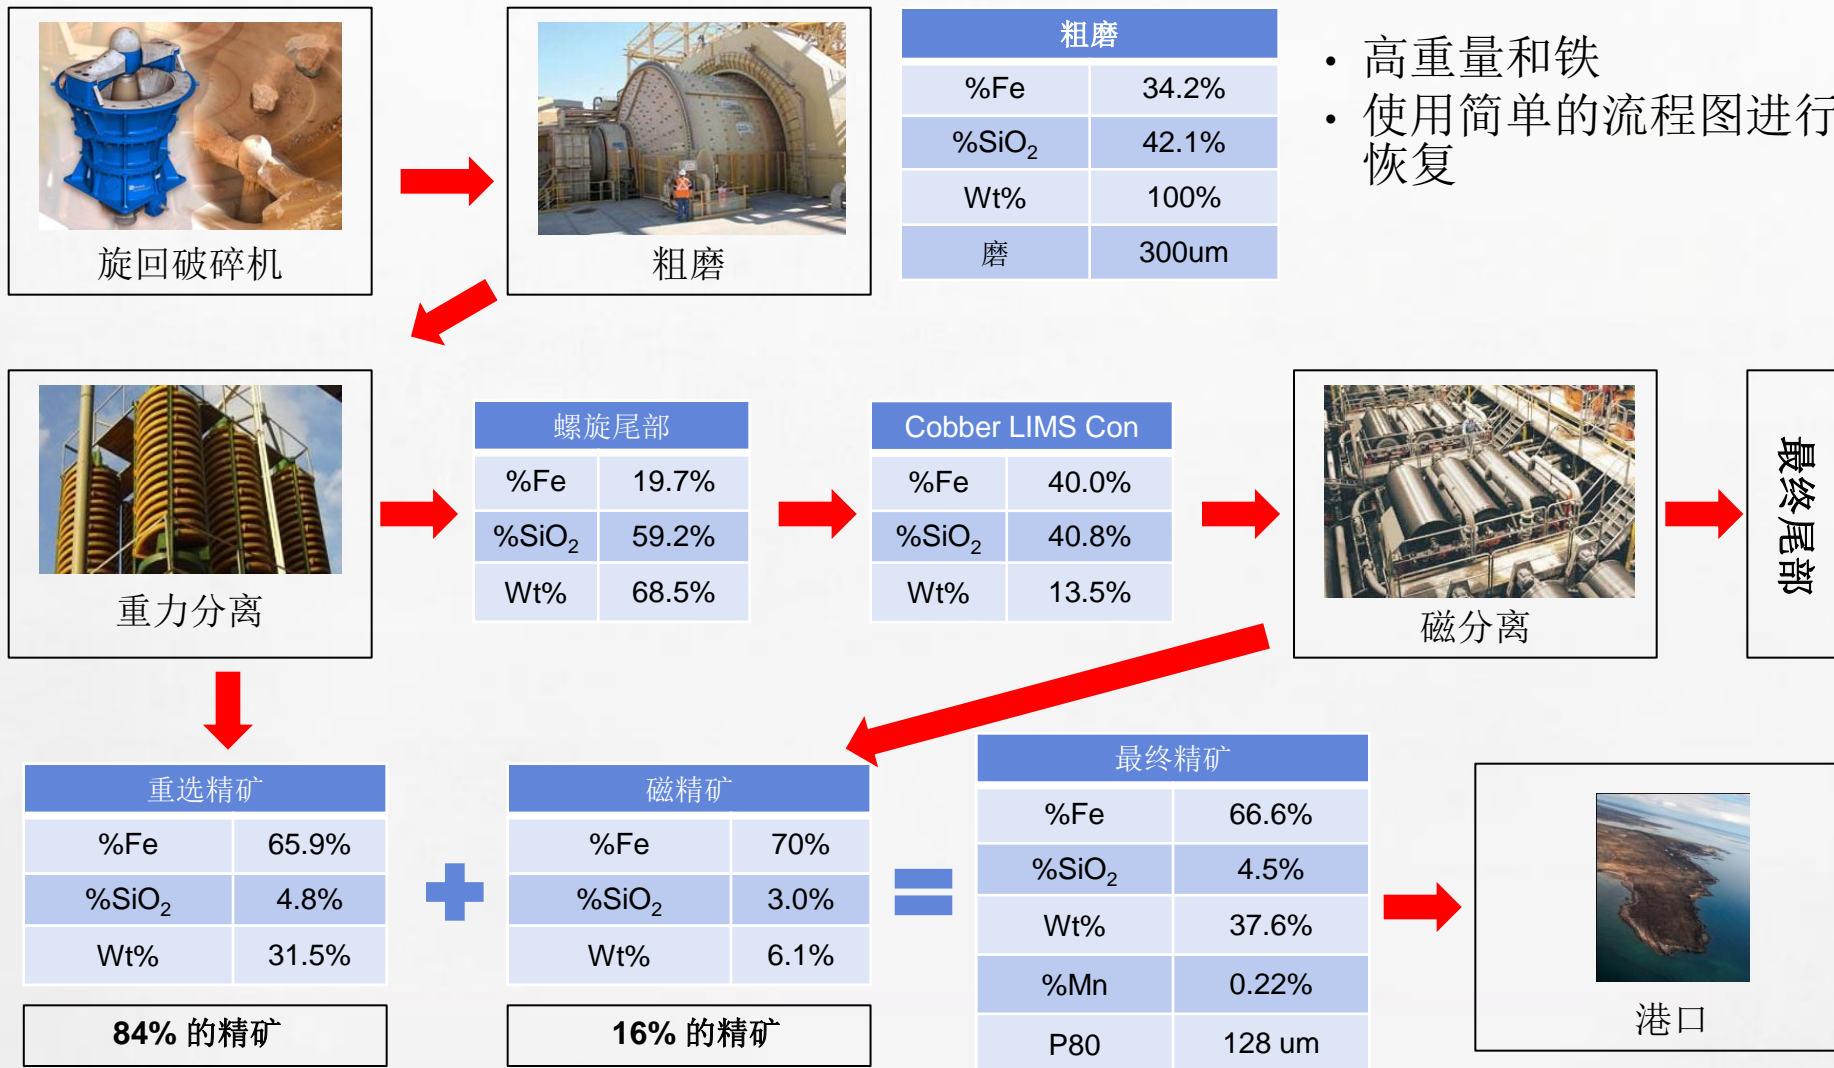 粗磨
%Fe 34.2%
%SiO₂ 42.1%
Wt% 100%
磨 300um
• 高重量和铁
• 使用简单的流程图进行
恢复
旋回破碎机
粗磨
螺旋尾部
%Fe 19.7%
%SiO₂ 59.2%
Wt% 68.5%
Cobber LIMS Con
%Fe 40.0%
%SiO₂ 40.8%
Wt% 13.5%
最终尾部
重力分离
磁分离
重选精矿
%Fe 65.9%
%SiO₂ 4.8%
Wt% 31.5%
84% 的精矿
磁精矿
%Fe 70%
%SiO₂ 3.0%
Wt% 6.1%
16% 的精矿
最终精矿
%Fe 66.6%
%SiO₂ 4.5%
Wt% 37.6%
%Mn 0.22%
P80 128 um
港口